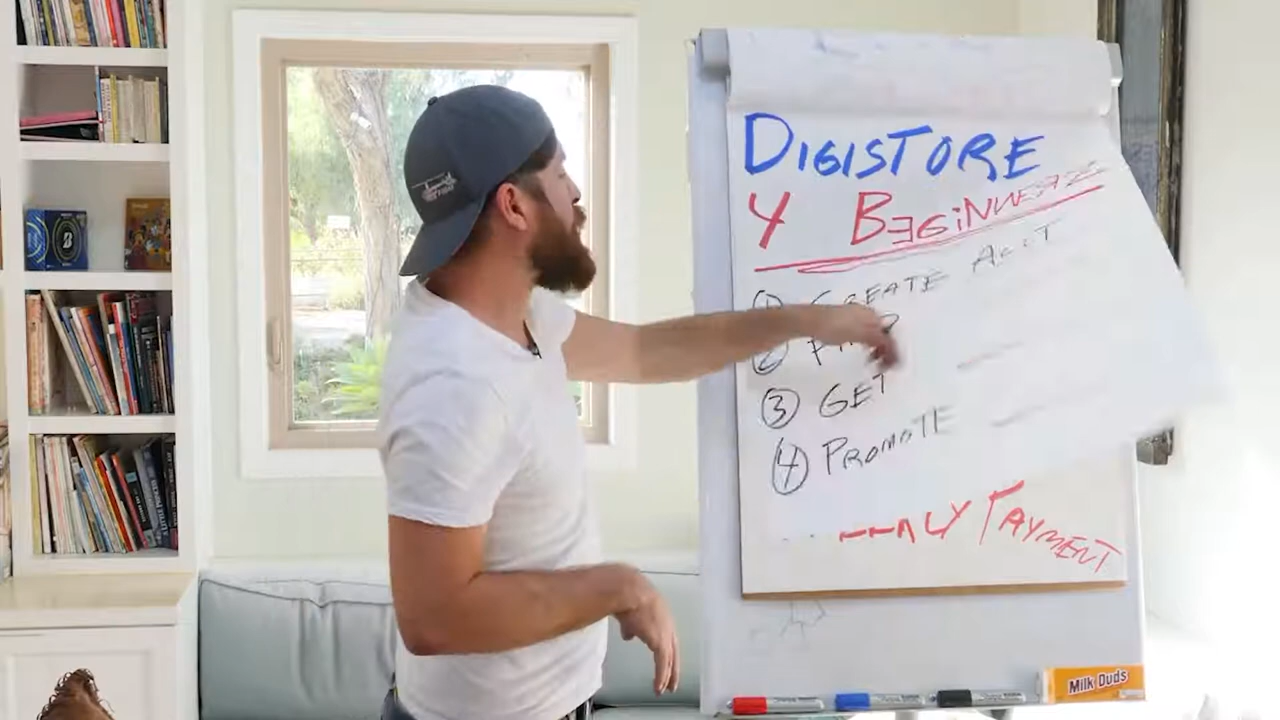 DIGISTORE
4 BEGINNERS
① CREATE ACCT
②
③ GET
④ PROMOTE
PAYMENT
Milk Duds